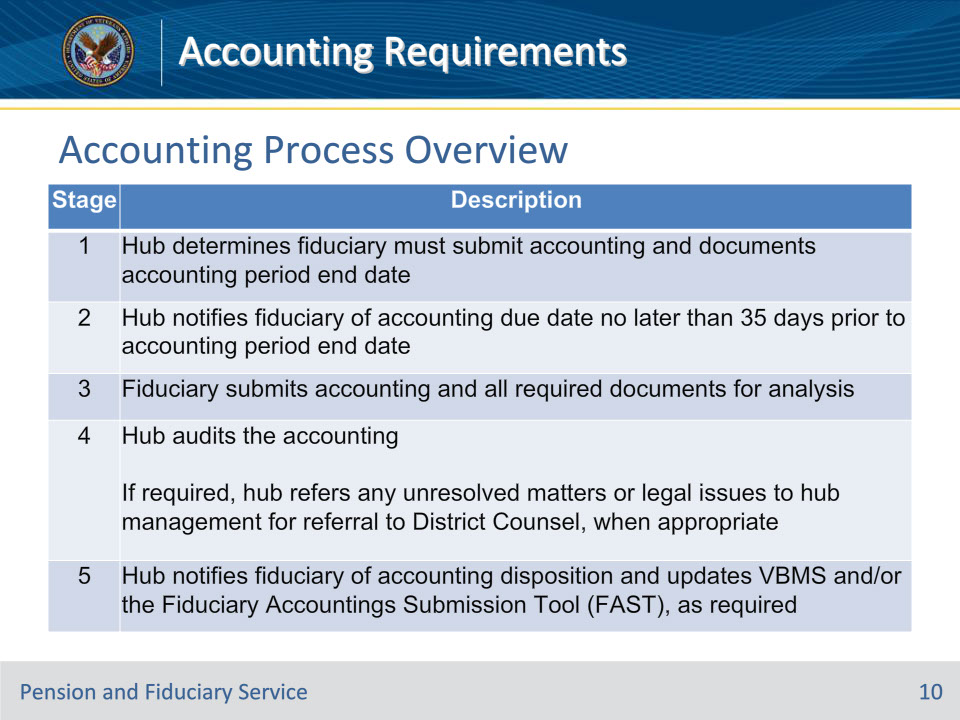 Accounting Requirements
Accounting Process Overview
Stage Description
1 Hub determines fiduciary must submit accounting and documents
accounting period end date
2 Hub notifies fiduciary of accounting due date no later than 35 days prior to
accounting period end date
3 Fiduciary submits accounting and all required documents for analysis
4 Hub audits the accounting
If required, hub refers any unresolved matters or legal issues to hub
management for referral to District Counsel, when appropriate
5 Hub notifies fiduciary of accounting disposition and updates VBMS and/or
the Fiduciary Accountings Submission Tool (FAST), as required
Pension and Fiduciary Service 10